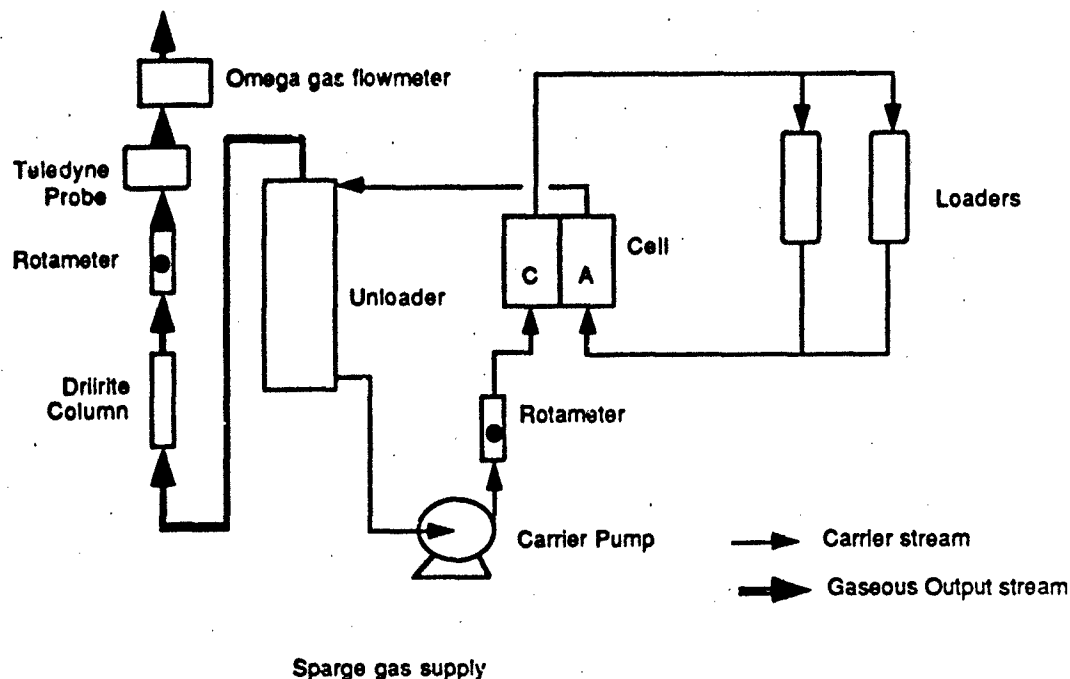 Omega gas flowmeter
Teledyne
Probe
Rotameter
Driirite
Column
Unloader
C
A
Cell
Loaders
Rotameter
Carrier Pump
Carrier stream
Gaseous Output stream
Sparge gas supply